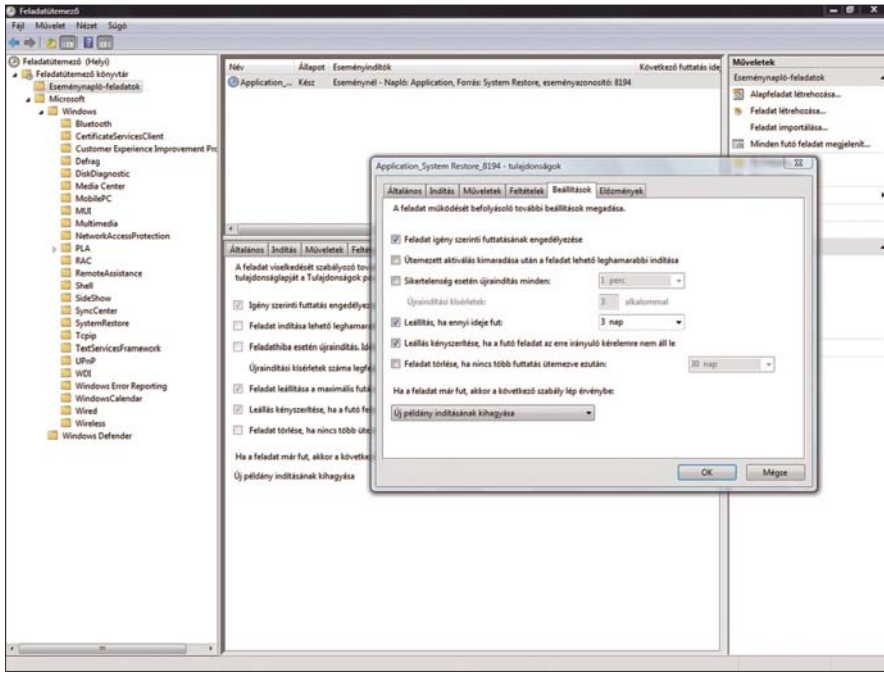 Feladatütemező
Fájl Művelet Nézet Súgó
Feladatütemező (Helyi)
Feladatütemező könyvtár
Eseménynapló-feladatok
Microsoft
Windows
Bluetooth
CertificateServicesClient
Customer Experience Improvement Prc
Defrag
DiskDiagnostic
Media Center
MobilePC
MUI
Multimedia
NetworkAccessProtection
PLA
RAC
RemoteAssistance
Shell
SideShow
SyncCenter
SystemRestore
Tcpip
TextServicesFramework
UPnP
WDI
Windows Error Reporting
WindowsCalendar
Wired
Wireless
Windows Defender
Név Állapot Eseményindítók Következő futtatás ide
Application_... Kész Eseménynél - Napló: Application, Forrás: System Restore, eseményazonosító: 8194
Általános Indítás Műveletek Felté
A feladat viselkedését szabályozó tová
tulajdonságlapját a Tulajdonságok pa
Igény szerinti futtatás engedélyez
Feladat indítása lehető leghamara
Feladathiba esetén újraindítás. Idő
Újraindítási kísérletek száma legfe
Feladat leállítása a maximális futá
Leállás kényszerítése, ha a futó fel
Feladat törlése, ha nincs több üte
Ha a feladat már fut, akkor a következ
Új példány indításának kihagyása
Application_System Restore_8194 - tulajdonságok
Általános Indítás Műveletek Feltételek Beállítások Előzmények
A feladat működését befolyásoló további beállítások megadása.
Feladat igény szerinti futtatásának engedélyezése
Ütemezett aktiválás kimaradása után a feladat lehető leghamarabbi indítása
Sikertelenség esetén újraindítás minden: 1 perc
Újraindítási kísérletek: 3 alkalommal
Leállítás, ha ennyi ideje fut: 3 nap
Leállás kényszerítése, ha a futó feladat az erre irányuló kérelemre nem áll le
Feladat törlése, ha nincs több futtatás ütemezve ezután: 30 nap
Ha a feladat már fut, akkor a következő szabály lép érvénybe:
Új példány indításának kihagyása
OK Mégse
Műveletek
Eseménynapló-feladatok
Alapfeladat létrehozása...
Feladat létrehozása...
Feladat importálása...
Minden futó feladat megjelenít...